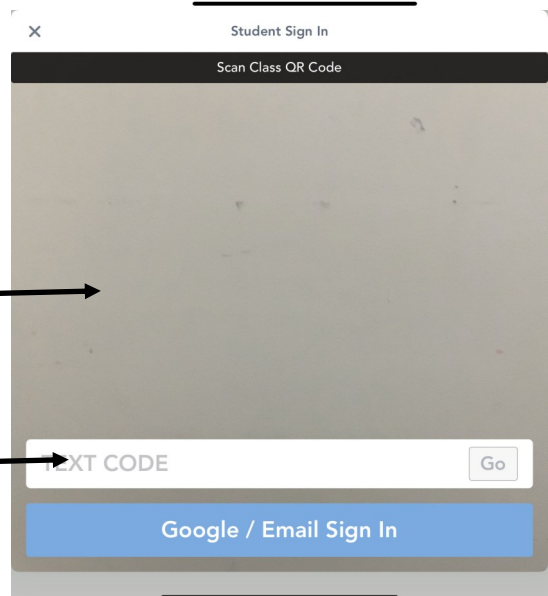 Student Sign In
Scan Class QR Code
TEXT CODE
Go
Google / Email Sign In